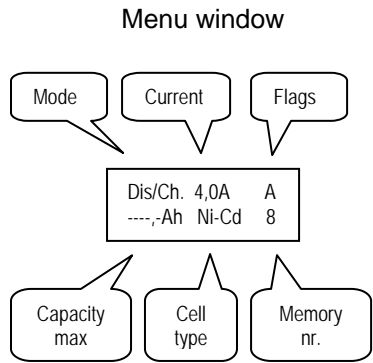 Menu window
Mode Current Flags
Dis/Ch. 4,0A A
----,-Ah Ni-Cd 8
Capacity max
Cell type
Memory nr.